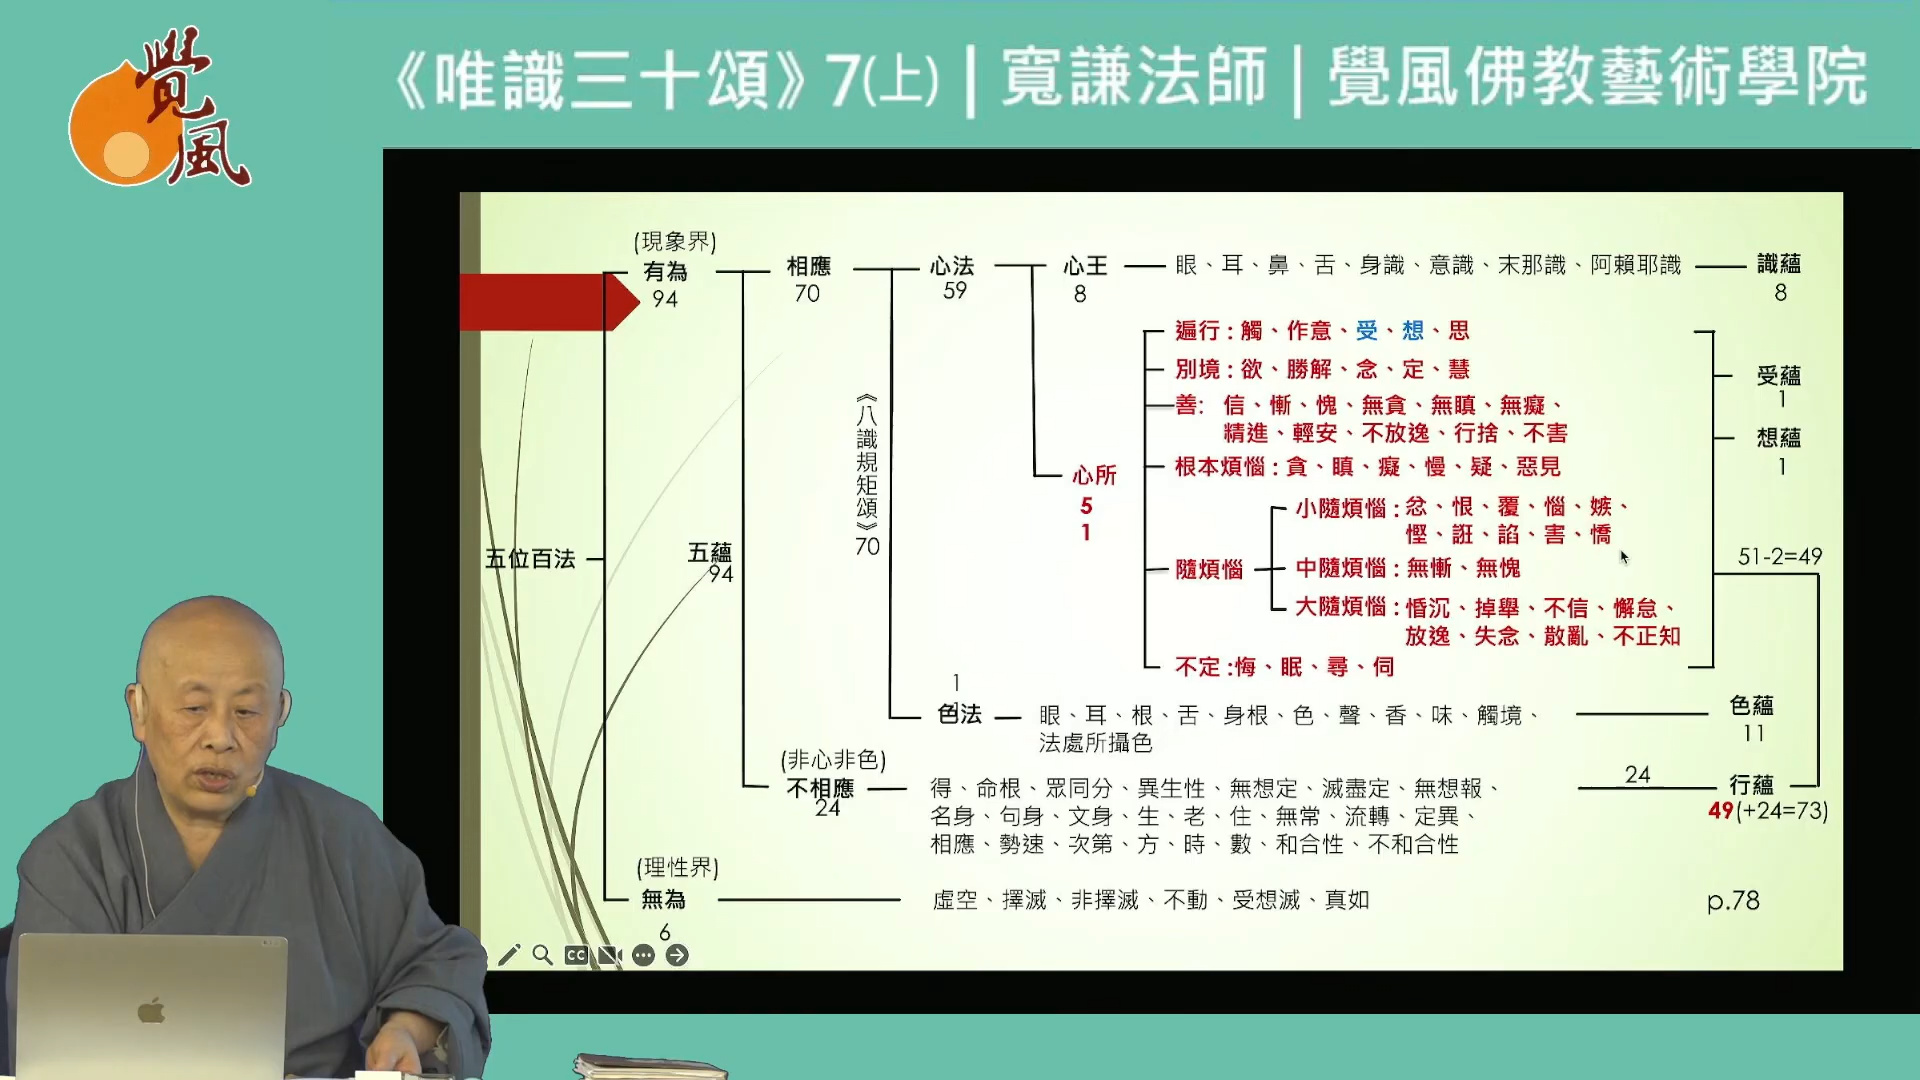 覺風
《唯識三十頌》7(上)|寬謙法師|覺風佛教藝術學院
(現象界)
有為
94
相應
70
心法
59
心王
8
眼、耳、鼻、舌、身識、意識、末那識、阿賴耶識
識蘊
8
遍行:觸、作意、受、想、思
別境:欲、勝解、念、定、慧
善: 信、慚、愧、無貪、無瞋、無癡、
精進、輕安、不放逸、行捨、不害
根本煩惱:貪、瞋、癡、慢、疑、惡見
心所
5
1
小隨煩惱:忿、恨、覆、惱、嫉、
慳、誑、諂、害、憍
隨煩惱
中隨煩惱:無慚、無愧
大隨煩惱:惛沉、掉舉、不信、懈怠、
放逸、失念、散亂、不正知
不定:悔、眠、尋、伺
受蘊
1
想蘊
1
51-2=49
《八識規矩頌》
70
五位百法
五蘊
94
1
色法
眼、耳、根、舌、身根、色、聲、香、味、觸境、
法處所攝色
色蘊
11
(非心非色)
不相應
24
得、命根、眾同分、異生性、無想定、滅盡定、無想報、
名身、句身、文身、生、老、住、無常、流轉、定異、
相應、勢速、次第、方、時、數、和合性、不和合性
24
行蘊
49(+24=73)
(理性界)
無為
6
虛空、擇滅、非擇滅、不動、受想滅、真如
p.78
CC